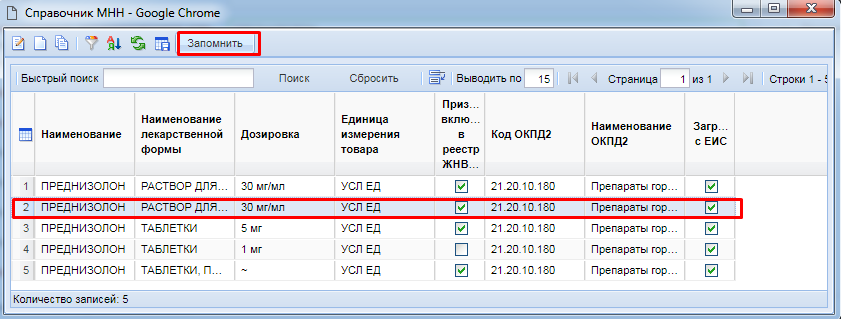 Справочник МНН - Google Chrome
Запомнить
Быстрый поиск Поиск Сбросить Выводить по 15 Страница 1 из 1 Строки 1 - 5
Наименование Наименование лекарственной формы Дозировка Единица измерения товара Приз... вклю... в реестр ЖНВ... Код ОКПД2 Наименование ОКПД2 Загр... с ЕИС
1 ПРЕДНИЗОЛОН РАСТВОР ДЛЯ... 30 мг/мл УСЛ ЕД 21.20.10.180 Препараты гор...
2 ПРЕДНИЗОЛОН РАСТВОР ДЛЯ... 30 мг/мл УСЛ ЕД 21.20.10.180 Препараты гор...
3 ПРЕДНИЗОЛОН ТАБЛЕТКИ 5 мг УСЛ ЕД 21.20.10.180 Препараты гор...
4 ПРЕДНИЗОЛОН ТАБЛЕТКИ 1 мг УСЛ ЕД 21.20.10.180 Препараты гор...
5 ПРЕДНИЗОЛОН ТАБЛЕТКИ, П... ~ УСЛ ЕД 21.20.10.180 Препараты гор...
Количество записей: 5